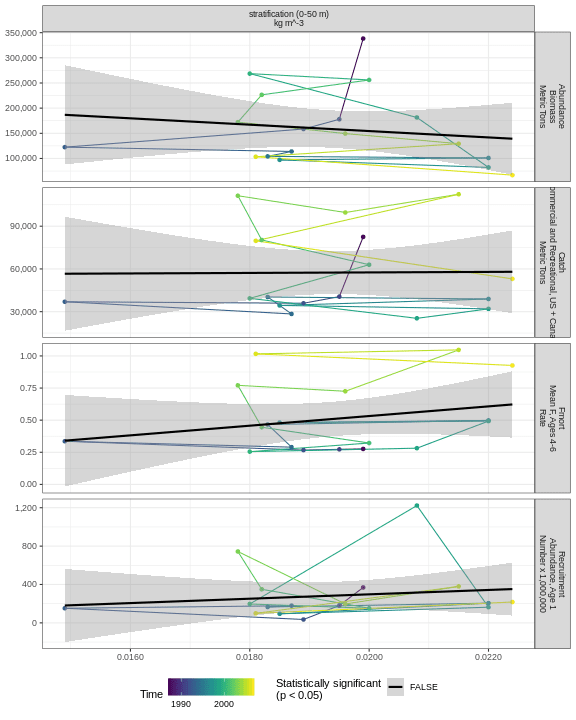 stratification (0-50 m)
kg m^-3
350,000
300,000
250,000
200,000
150,000
100,000
Abundance
Biomass
Metric Tons
90,000
60,000
30,000
Catch
ommercial and Recreational, US + Cana
Metric Tons
1.00
0.75
0.50
0.25
0.00
Fmort
Mean F, Ages 4-6
Rate
1,200
800
400
0
Recruitment
Abundance, Age 1
Number x 1,000,000
0.0160
0.0180
0.0200
0.0220
Time
1990
2000
Statistically significant
(p < 0.05)
FALSE